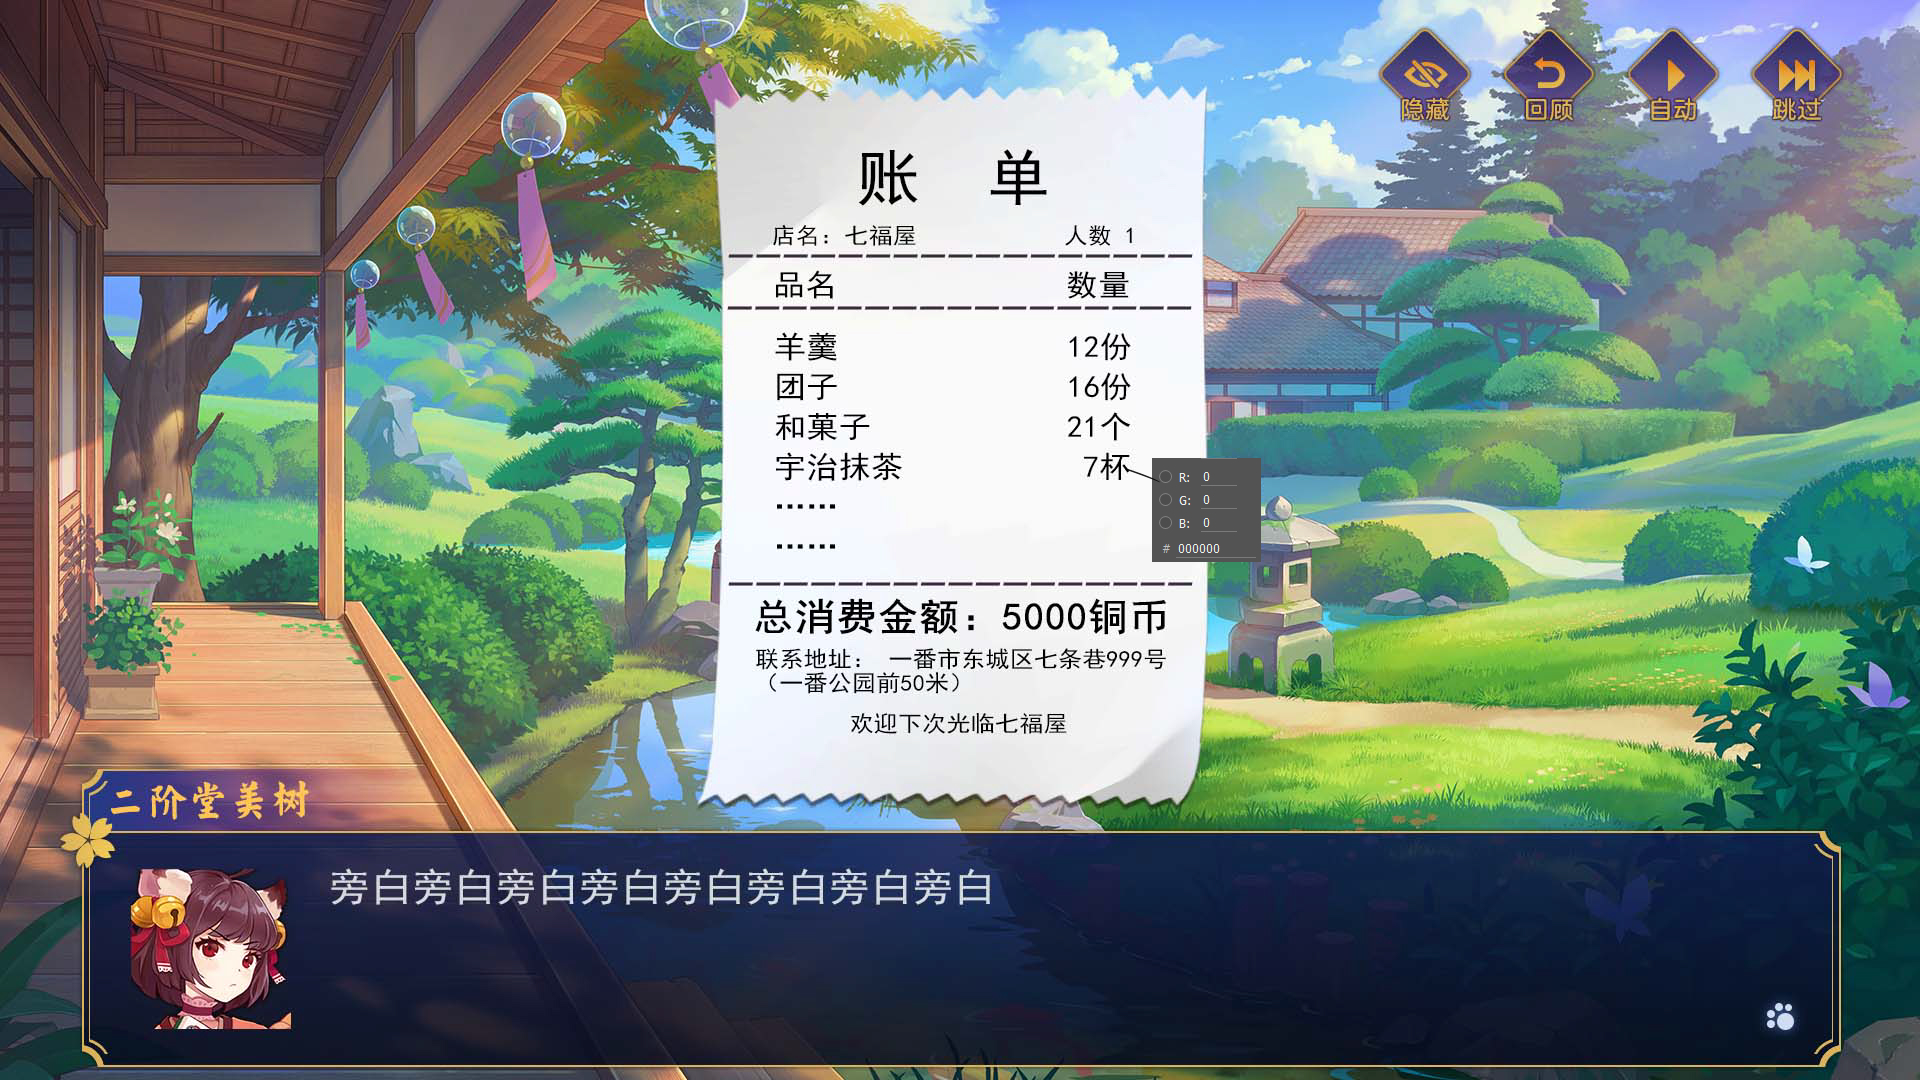 隐藏 回顾 自动 跳过
账 单
店名：七福屋 人数 1
品名 数量
羊羹 12份
团子 16份
和菓子 21个
宇治抹茶 7杯
······
······
R: 0
G: 0
B: 0
# 000000
总消费金额：5000铜币
联系地址： 一番市东城区七条巷999号
（一番公园前50米）
欢迎下次光临七福屋
二阶堂美树
旁白旁白旁白旁白旁白旁白旁白旁白